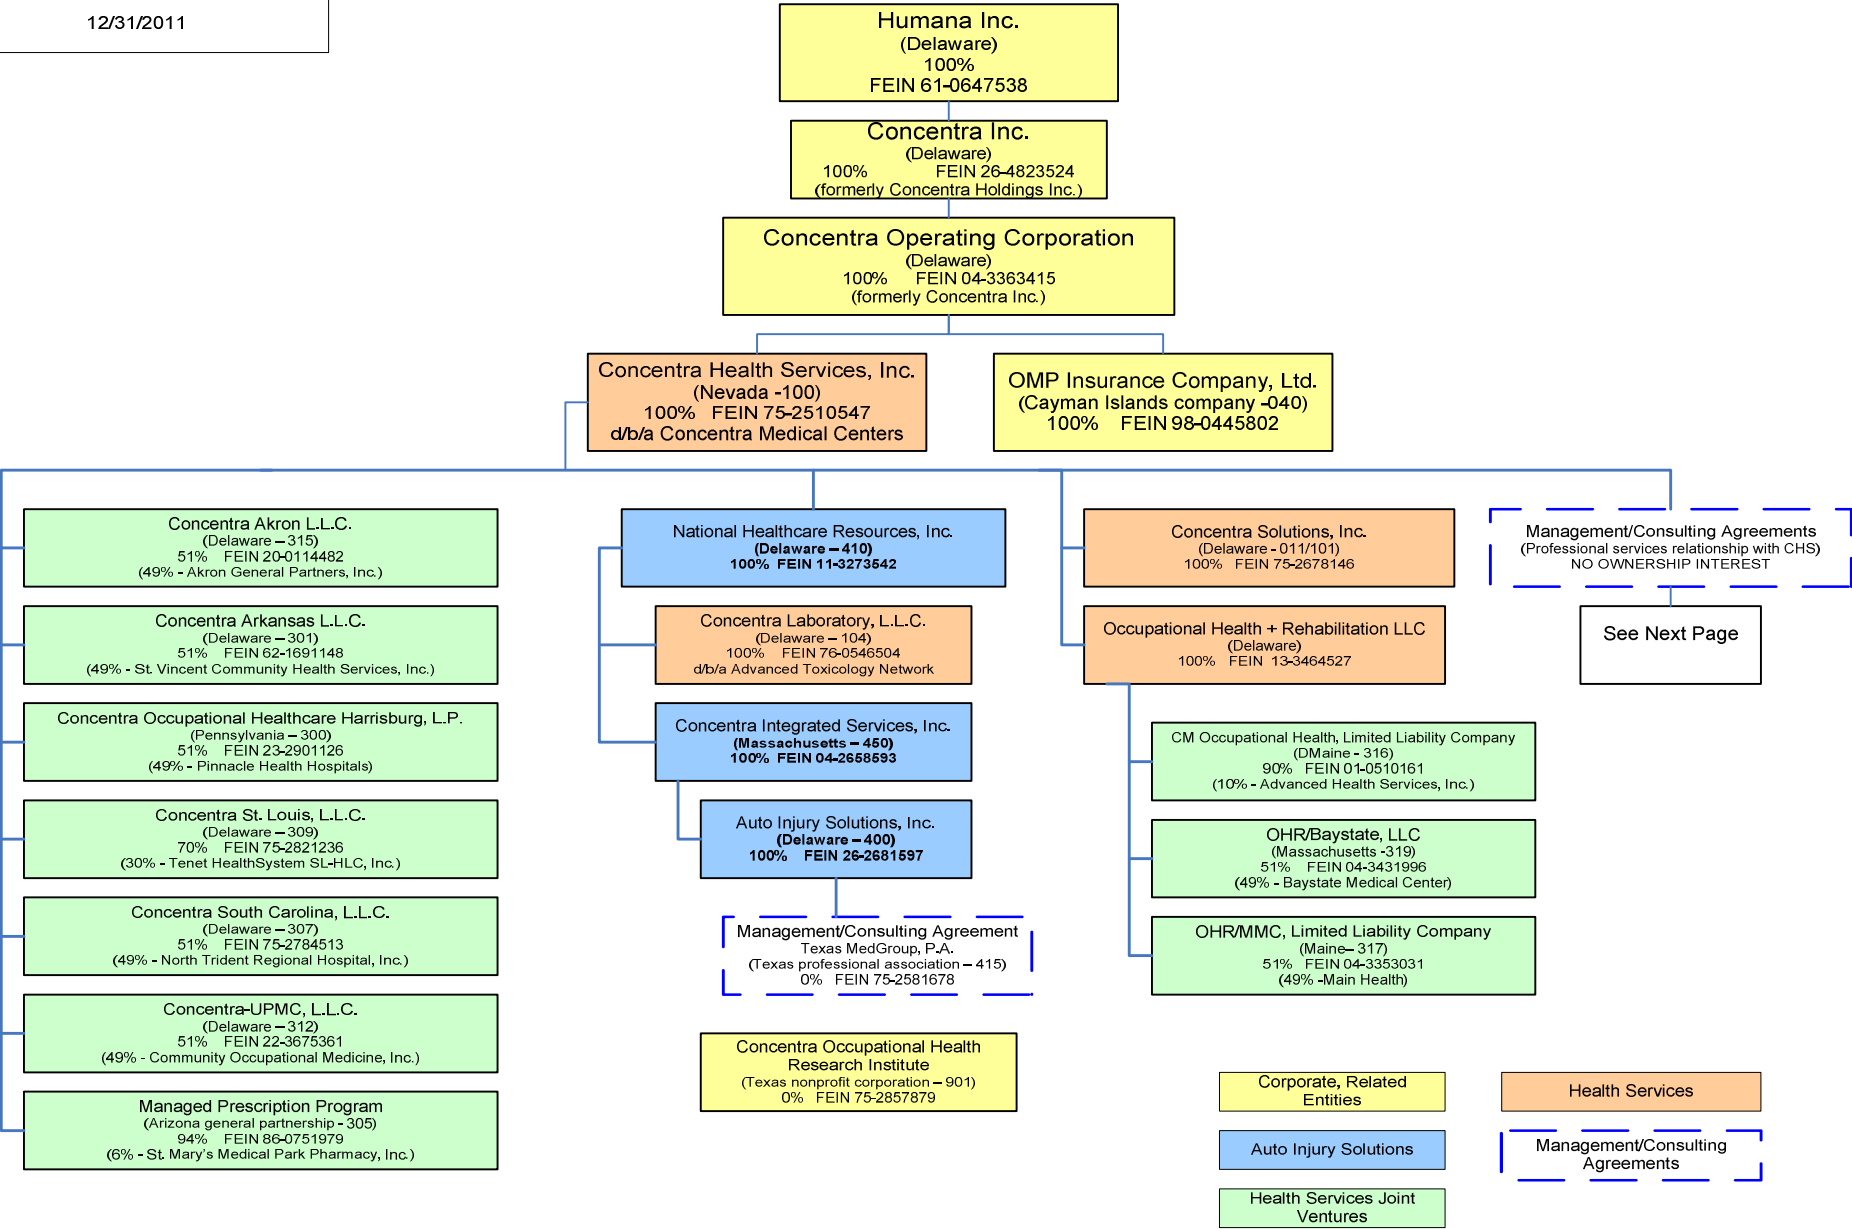 12/31/2011
Humana Inc.
(Delaware)
100%
FEIN 61-0647538
Concentra Inc.
(Delaware)
100% FEIN 26-4823524
(formerly Concentra Holdings Inc.)
Concentra Operating Corporation
(Delaware)
100% FEIN 04-3363415
(formerly Concentra Inc.)
Concentra Health Services, Inc.
(Nevada -100)
100% FEIN 75-2510547
d/b/a Concentra Medical Centers
OMP Insurance Company, Ltd.
(Cayman Islands company -040)
100% FEIN 98-0445802
Concentra Akron L.L.C.
(Delaware – 315)
51% FEIN 20-0114482
(49% - Akron General Partners, Inc.)
Concentra Arkansas L.L.C.
(Delaware – 301)
51% FEIN 62-1691148
(49% - St. Vincent Community Health Services, Inc.)
Concentra Occupational Healthcare Harrisburg, L.P.
(Pennsylvania – 300)
51% FEIN 23-2901126
(49% - Pinnacle Health Hospitals)
Concentra St. Louis, L.L.C.
(Delaware – 309)
70% FEIN 75-2821236
(30% - Tenet HealthSystem SL-HLC, Inc.)
Concentra South Carolina, L.L.C.
(Delaware – 307)
51% FEIN 75-2784513
(49% - North Trident Regional Hospital, Inc.)
Concentra-UPMC, L.L.C.
(Delaware – 312)
51% FEIN 22-3675361
(49% - Community Occupational Medicine, Inc.)
Managed Prescription Program
(Arizona general partnership - 305)
94% FEIN 86-0751979
(6% - St. Mary's Medical Park Pharmacy, Inc.)
National Healthcare Resources, Inc.
(Delaware – 410)
100% FEIN 11-3273542
Concentra Laboratory, L.L.C.
(Delaware – 104)
100% FEIN 76-0546504
d/b/a Advanced Toxicology Network
Concentra Integrated Services, Inc.
(Massachusetts – 450)
100% FEIN 04-2658593
Auto Injury Solutions, Inc.
(Delaware – 400)
100% FEIN 26-2681597
Management/Consulting Agreement
Texas MedGroup, P.A.
(Texas professional association – 415)
0% FEIN 75-2581678
Concentra Occupational Health
Research Institute
(Texas nonprofit corporation – 901)
0% FEIN 75-2857879
Concentra Solutions, Inc.
(Delaware - 011/101)
100% FEIN 75-2678146
Occupational Health + Rehabilitation LLC
(Delaware)
100% FEIN 13-3464527
CM Occupational Health, Limited Liability Company
(DMaine - 316)
90% FEIN 01-0510161
(10% - Advanced Health Services, Inc.)
OHR/Baystate, LLC
(Massachusetts -319)
51% FEIN 04-3431996
(49% - Baystate Medical Center)
OHR/MMC, Limited Liability Company
(Maine– 317)
51% FEIN 04-3353031
(49% -Main Health)
Management/Consulting Agreements
(Professional services relationship with CHS)
NO OWNERSHIP INTEREST
See Next Page
Corporate, Related
Entities
Health Services
Auto Injury Solutions
Management/Consulting
Agreements
Health Services Joint
Ventures